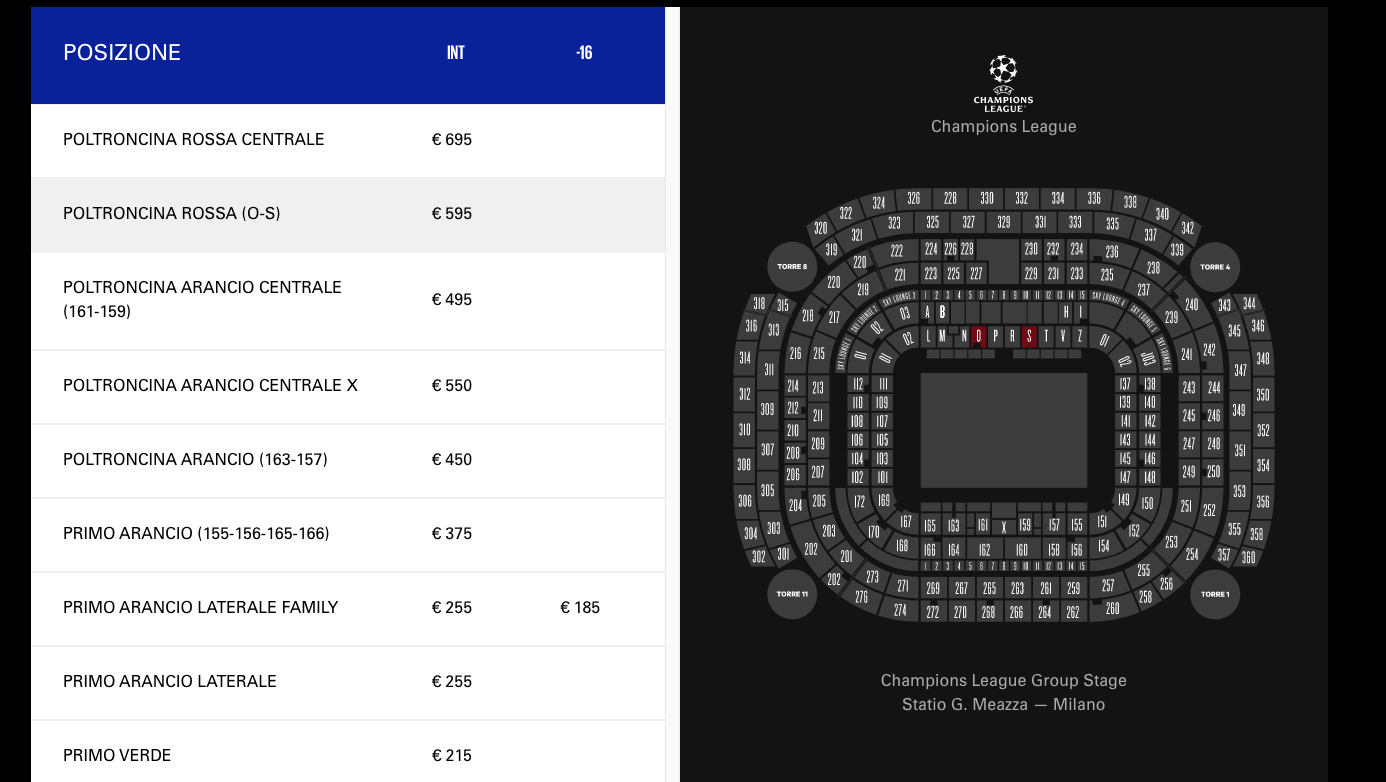 POSIZIONE INT -16
POLTRONCINA ROSSA CENTRALE € 695
POLTRONCINA ROSSA (O-S) € 595
POLTRONCINA ARANCIO CENTRALE
(161-159) € 495
POLTRONCINA ARANCIO CENTRALE X € 550
POLTRONCINA ARANCIO (163-157) € 450
PRIMO ARANCIO (155-156-165-166) € 375
PRIMO ARANCIO LATERALE FAMILY € 255 € 185
PRIMO ARANCIO LATERALE € 255
PRIMO VERDE € 215
UEFA
CHAMPIONS
LEAGUE
Champions League
320 322 324 326 228 330 332 334 336 338 340 342
319 321 323 325 327 329 331 333 335 337 339
TORRE 8
TORRE 4
220 222 224 226 228 230 232 234 236 238 240
220 219 221 223 225 227 229 231 233 235 237 239
318 315 218 217
343 344
316 313 345 346
SKY LOUNGE 1 SKY LOUNGE 2 SKY LOUNGE 3 1 2 3 4 5 6 7 8 9 10 11 12 13 14 15 SKY LOUNGE 4 SKY LOUNGE 5 SKY LOUNGE 6
01 02 03 A B H I
01 02 L M N O P R S T V Z 01 02 J03
314 311 216 215 241 242 347 348
312 309 214 213 112 111 137 138 243 244 349 350
212 211 110 109 139 140 245 246
310 307 210 209 108 107 141 142 247 248 351 352
106 105 143 144
308 305 208 207 104 103 145 146 249 250 353 354
206 102 101 147 148
306 303 204 205 172 169 149 150 251 252 355 356
304 301 202 203 170 167 165 163 161 X 159 157 155 151 152 253 254 357 358
302 201 168 166 164 162 160 158 156 154 360
1 2 3 4 5 6 7 8 9 10 11 12 13 14 15
202 273 271 269 267 265 263 261 259 257 255 256
276 274 272 270 268 266 264 262 260 258
TORRE 11
TORRE 1
Champions League Group Stage
Statio G. Meazza — Milano